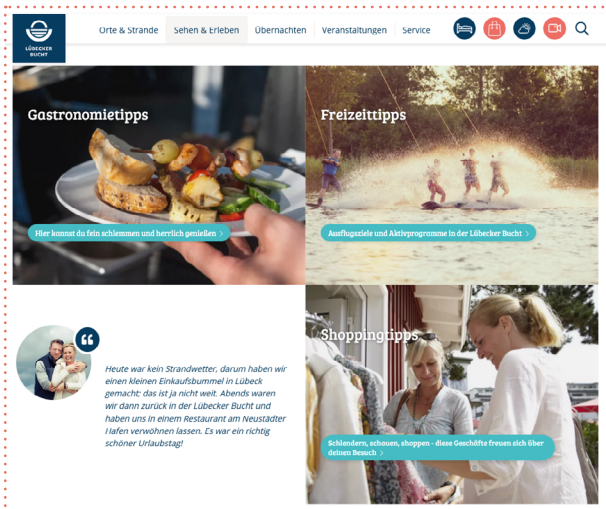 LÜBECKER
BUCHT
Orte & Strände Sehen & Erleben Übernachten Veranstaltungen Service
Gastronomietipps
Hier kannst du fein schlemmen und herrlich genießen >
Freizeittipps
Ausflugsziele und Aktivprogramme in der Lübecker Bucht >
Heute war kein Strandwetter, darum haben wir
einen kleinen Einkaufsbummel in Lübeck
gemacht; das ist ja nicht weit. Abends waren
wir dann zurück in der Lübecker Bucht und
haben uns in einem Restaurant am Neustädter
Hafen verwöhnen lassen. Es war ein richtig
schöner Urlaubstag!
Shoppingtipps
Schlendern, schauen, shoppen - diese Geschäfte freuen sich über
deinen Besuch >